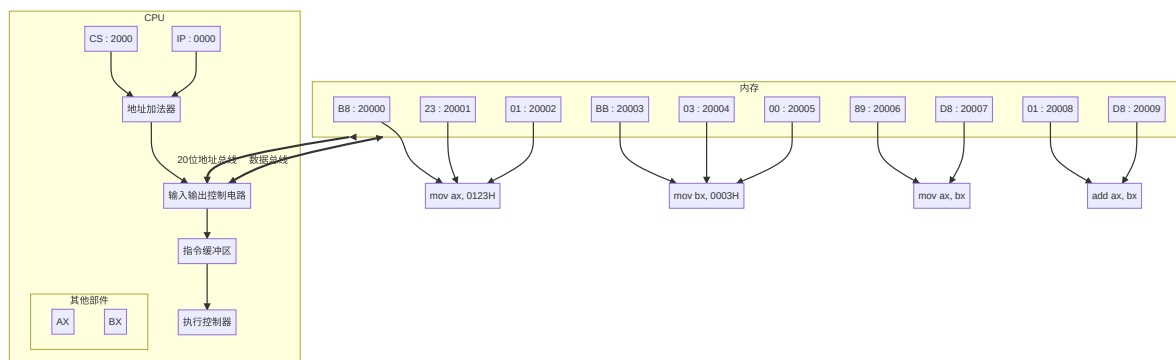 CPU
CS : 2000
IP : 0000
地址加法器
20位地址总线
数据总线
输入输出控制电路
指令缓冲区
执行控制器
其他部件
AX
BX
内存
B8 : 20000
23 : 20001
01 : 20002
BB : 20003
03 : 20004
00 : 20005
89 : 20006
D8 : 20007
01 : 20008
D8 : 20009
mov ax, 0123H
mov bx, 0003H
mov ax, bx
add ax, bx